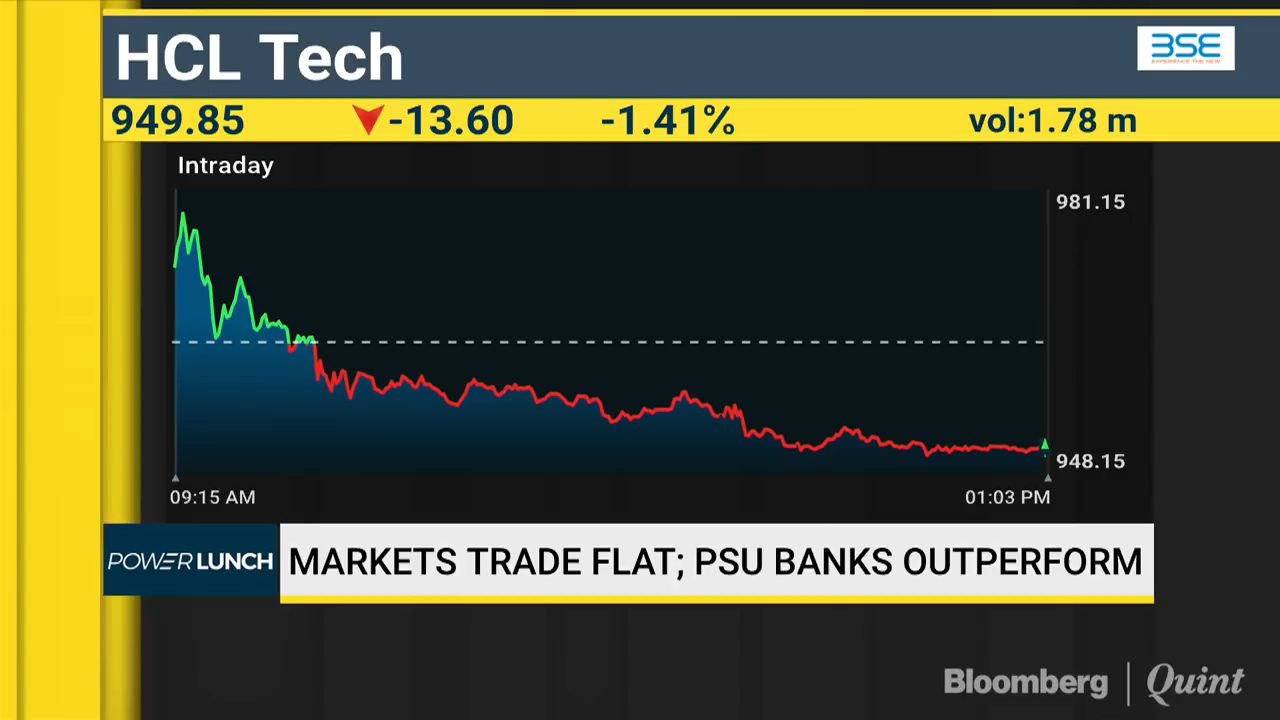 HCL Tech
BSE
EXPERIENCE THE NEW
949.85 -13.60 -1.41% vol:1.78 m
Intraday
981.15
948.15
09:15 AM 01:03 PM
POWER LUNCH
MARKETS TRADE FLAT; PSU BANKS OUTPERFORM
Bloomberg | Quint